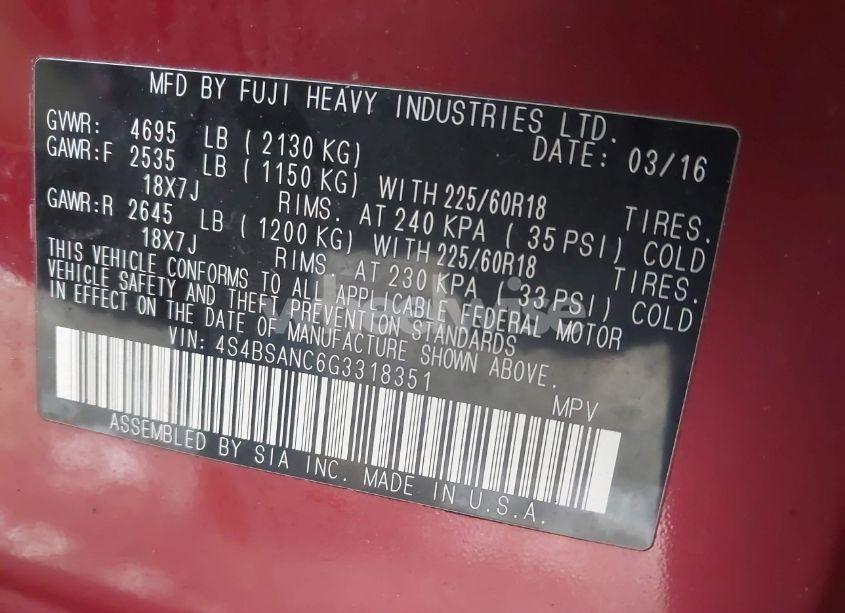 MFD BY FUJI HEAVY INDUSTRIES LTD.
GVWR: 4695 LB ( 2130 KG) DATE: 03/16
GAWR:F 2535 LB ( 1150 KG) WITH 225/60R18 TIRES.
18X7J RIMS. AT 240 KPA ( 35 PSI) COLD
GAWR:R 2645 LB ( 1200 KG) WITH 225/60R18 TIRES.
18X7J RIMS. AT 230 KPA ( 33 PSI) COLD
THIS VEHICLE CONFORMS TO ALL APPLICABLE FEDERAL MOTOR
VEHICLE SAFETY AND THEFT PREVENTION STANDARDS
IN EFFECT ON THE DATE OF MANUFACTURE SHOWN ABOVE.
VIN: 4S4BSANC6G3318351 MPV
ASSEMBLED BY SIA INC. MADE IN U.S.A.